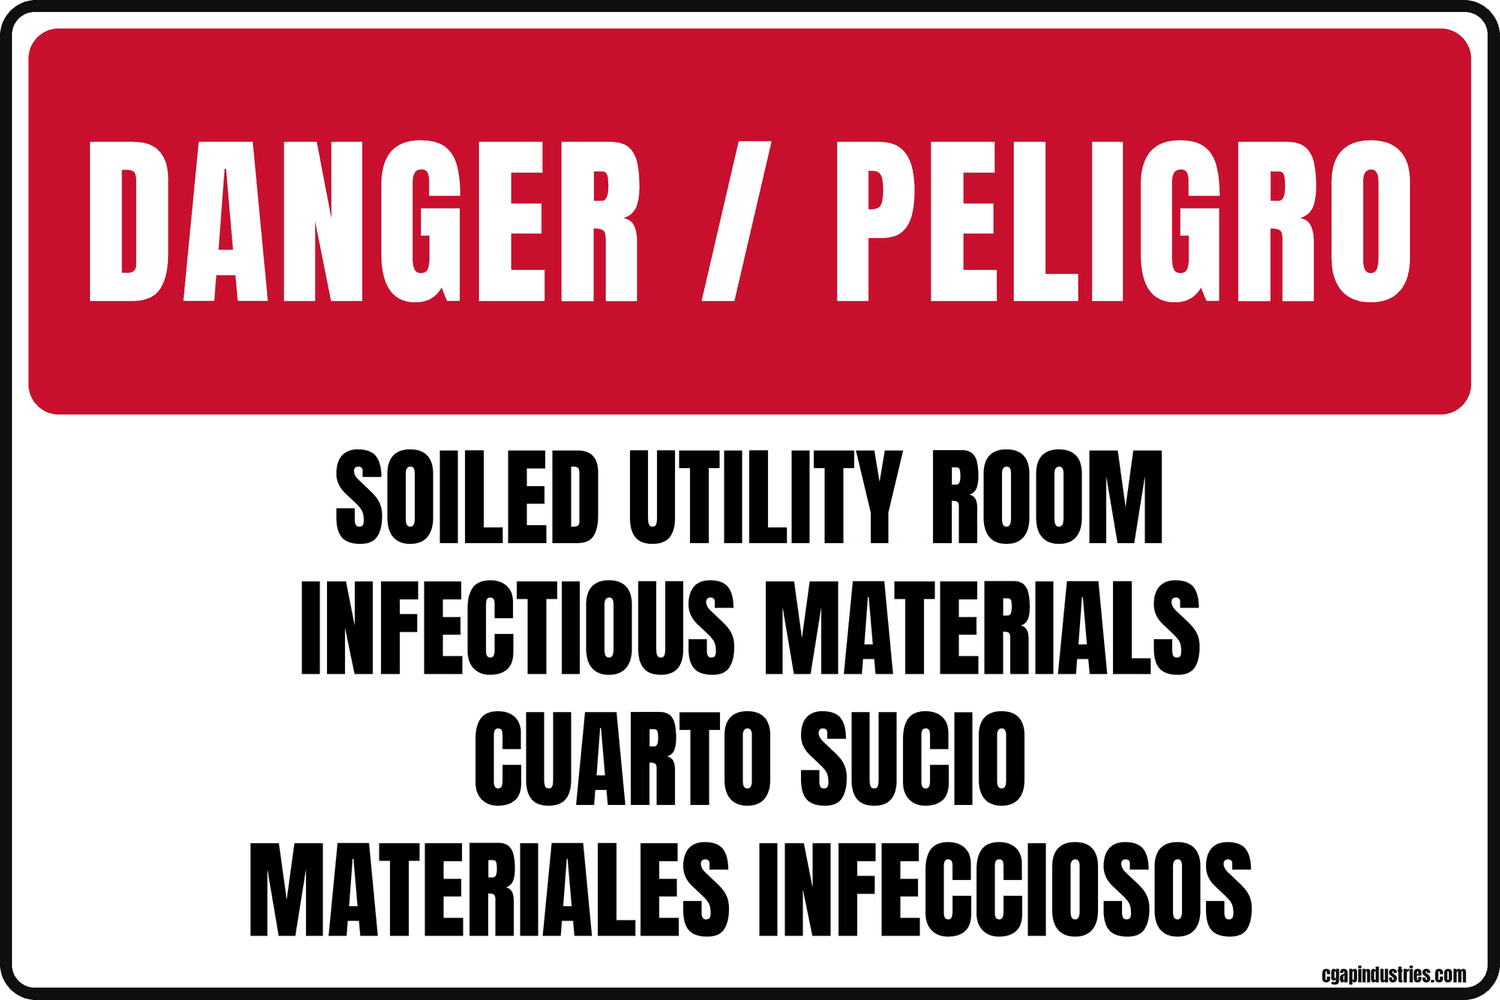 DANGER / PELIGRO
SOILED UTILITY ROOM
INFECTIOUS MATERIALS
CUARTO SUCIO
MATERIALES INFECCIOSOS
cgapindustries.com